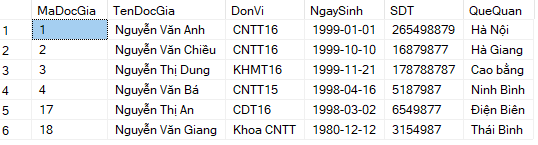 MaDocGia TenDocGia DonVi NgaySinh SDT QueQuan
1 1 Nguyễn Văn Anh CNTT16 1999-01-01 265498879 Hà Nội
2 2 Nguyễn Văn Chiều CNTT16 1999-10-10 16879877 Hà Giang
3 3 Nguyễn Thị Dung KHMT16 1999-11-21 178788787 Cao bằng
4 4 Nguyễn Văn Bá CNTT15 1998-04-16 5187987 Ninh Bình
5 17 Nguyễn Thị An CDT16 1998-03-02 6549877 Điện Biên
6 18 Nguyễn Văn Giang Khoa CNTT 1980-12-12 3154987 Thái Bình